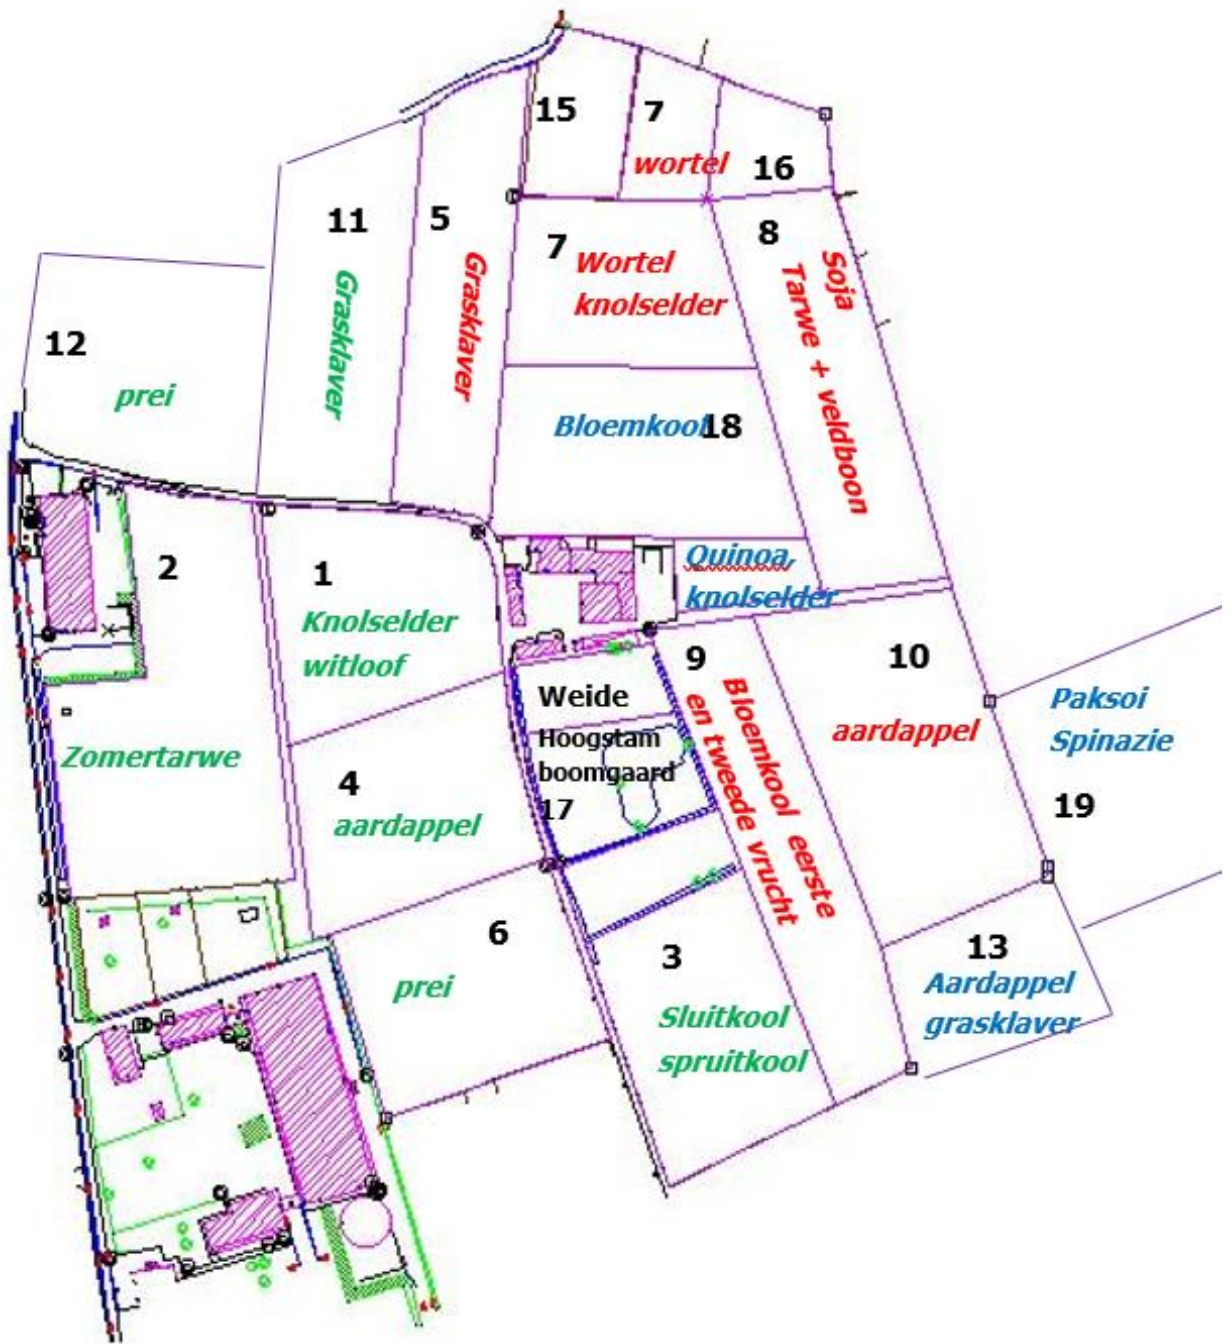 15
7
wortel
16
11
Grasklaver
5
Grasklaver
7
Wortel
knolselder
8
Soja
Tarwe + veldboon
12
prei
Bloemkool
18
2
Zomertarwe
1
Knolselder
witloof
Quinoa,
knolselder
Weide
Hoogstam
boomgaard
17
9
Bloemkool eerste
en tweede vrucht
10
aardappel
Paksoi
Spinazie
19
4
aardappel
6
prei
3
Sluitkool
spruitkool
13
Aardappel
grasklaver